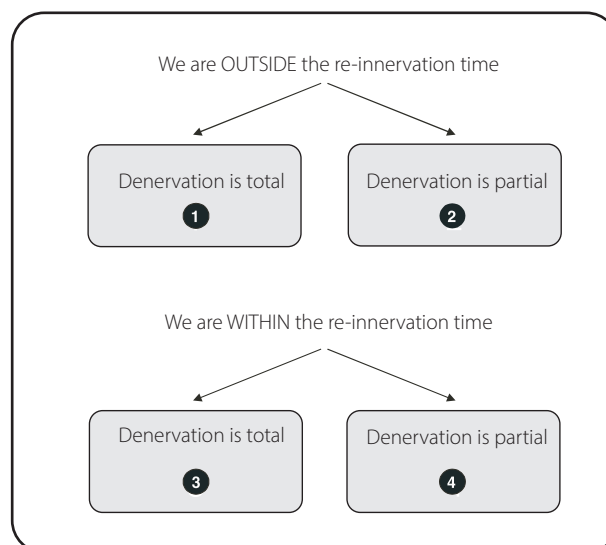 We are OUTSIDE the re-innervation time
Denervation is total
1
Denervation is partial
2
We are WITHIN the re-innervation time
Denervation is total
3
Denervation is partial
4